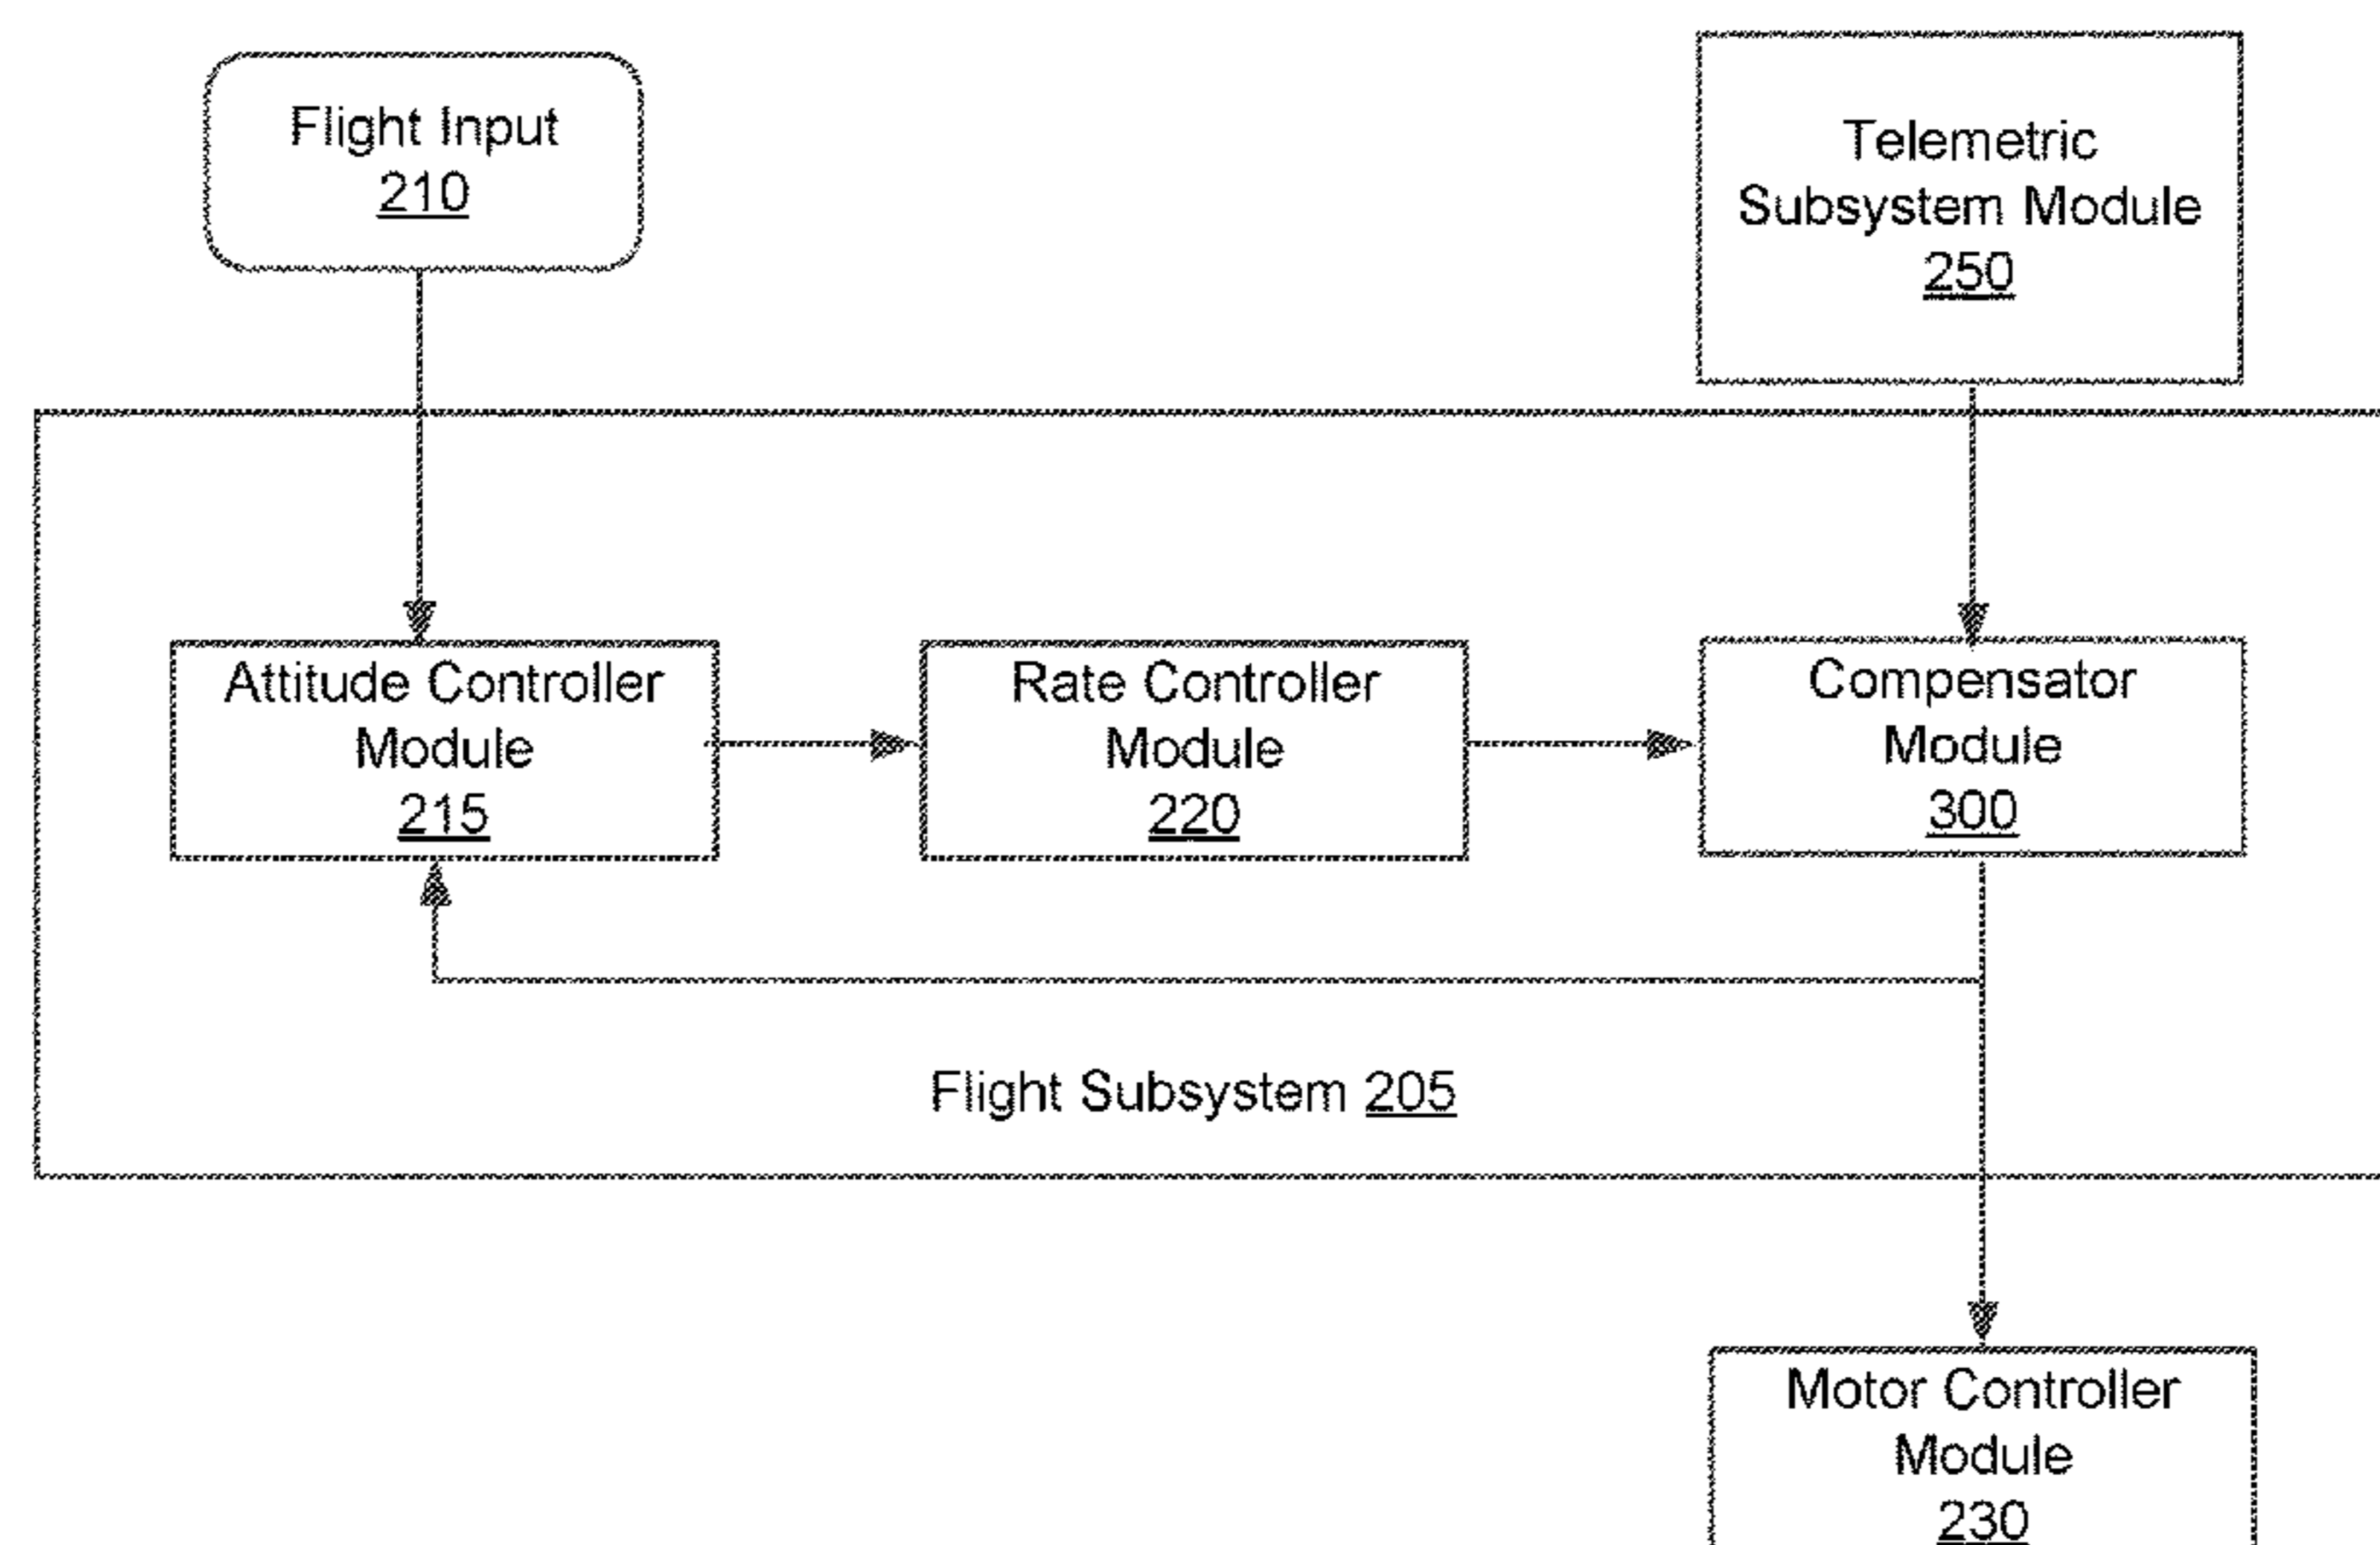 Flight Input
210
Telemetric
Subsystem Module
250
Attitude Controller
Module
215
Rate Controller
Module
220
Compensator
Module
300
Flight Subsystem 205
Motor Controller
Module
230